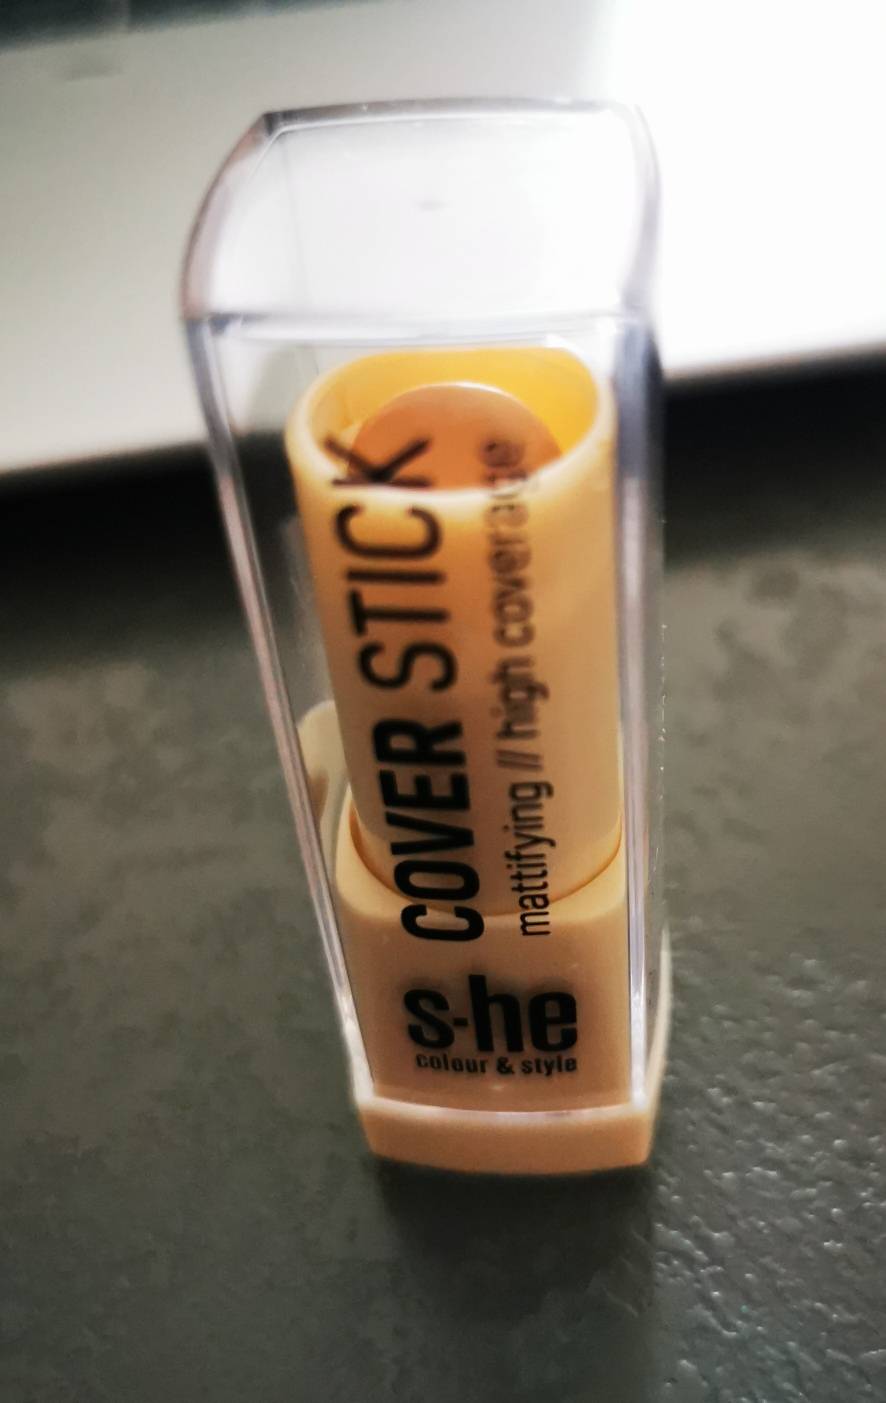 COVER STICK
mattifying // high coverage
s-he
colour & style